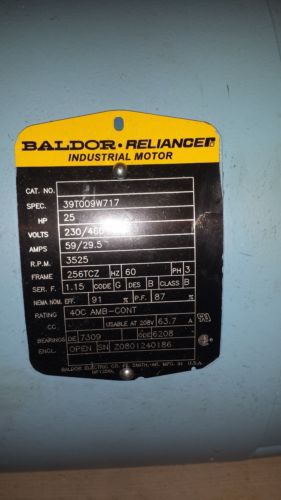 BALDOR • RELIANCE
INDUSTRIAL MOTOR
CAT. NO.
SPEC. 39T009W717
HP 25
VOLTS 230/460
AMPS 59/29.5
R.P.M. 3525
FRAME 256TCZ HZ 60 PH 3
SER. F. 1.15 CODE G DES B CLASS B
NEMA NOM. EFF. 91 % P.F. 87 %
RATING 40C AMB-CONT
CC USABLE AT 208V 63.7 A
BEARINGS DE 7309 ODE 6208
ENCL OPEN SN Z0801240186
BALDOR ELECTRIC CO. FT. SMITH, AR. MFG. IN U.S.A.